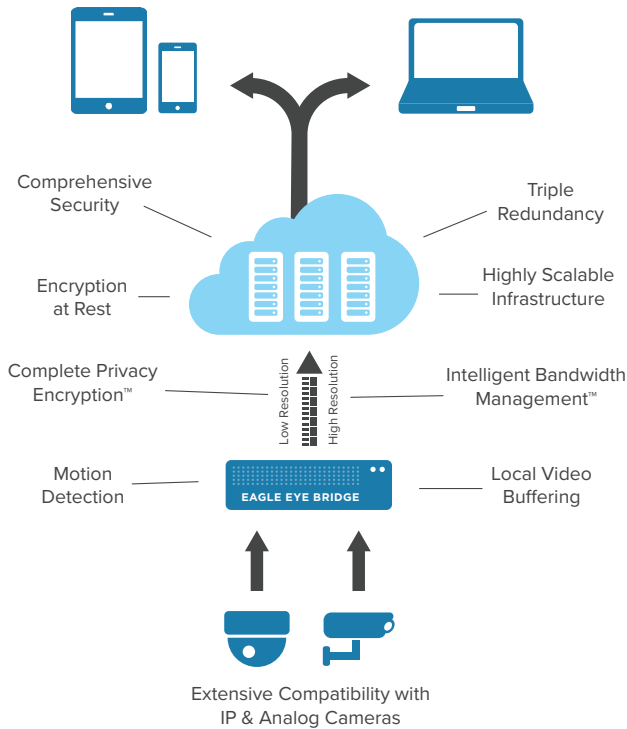 Comprehensive
Security
Triple
Redundancy
Encryption
at Rest
Highly Scalable
Infrastructure
Complete Privacy
Encryption™
Low Resolution
High Resolution
Intelligent Bandwidth
Management™
Motion
Detection
EAGLE EYE BRIDGE
Local Video
Buffering
Extensive Compatibility with
IP & Analog Cameras